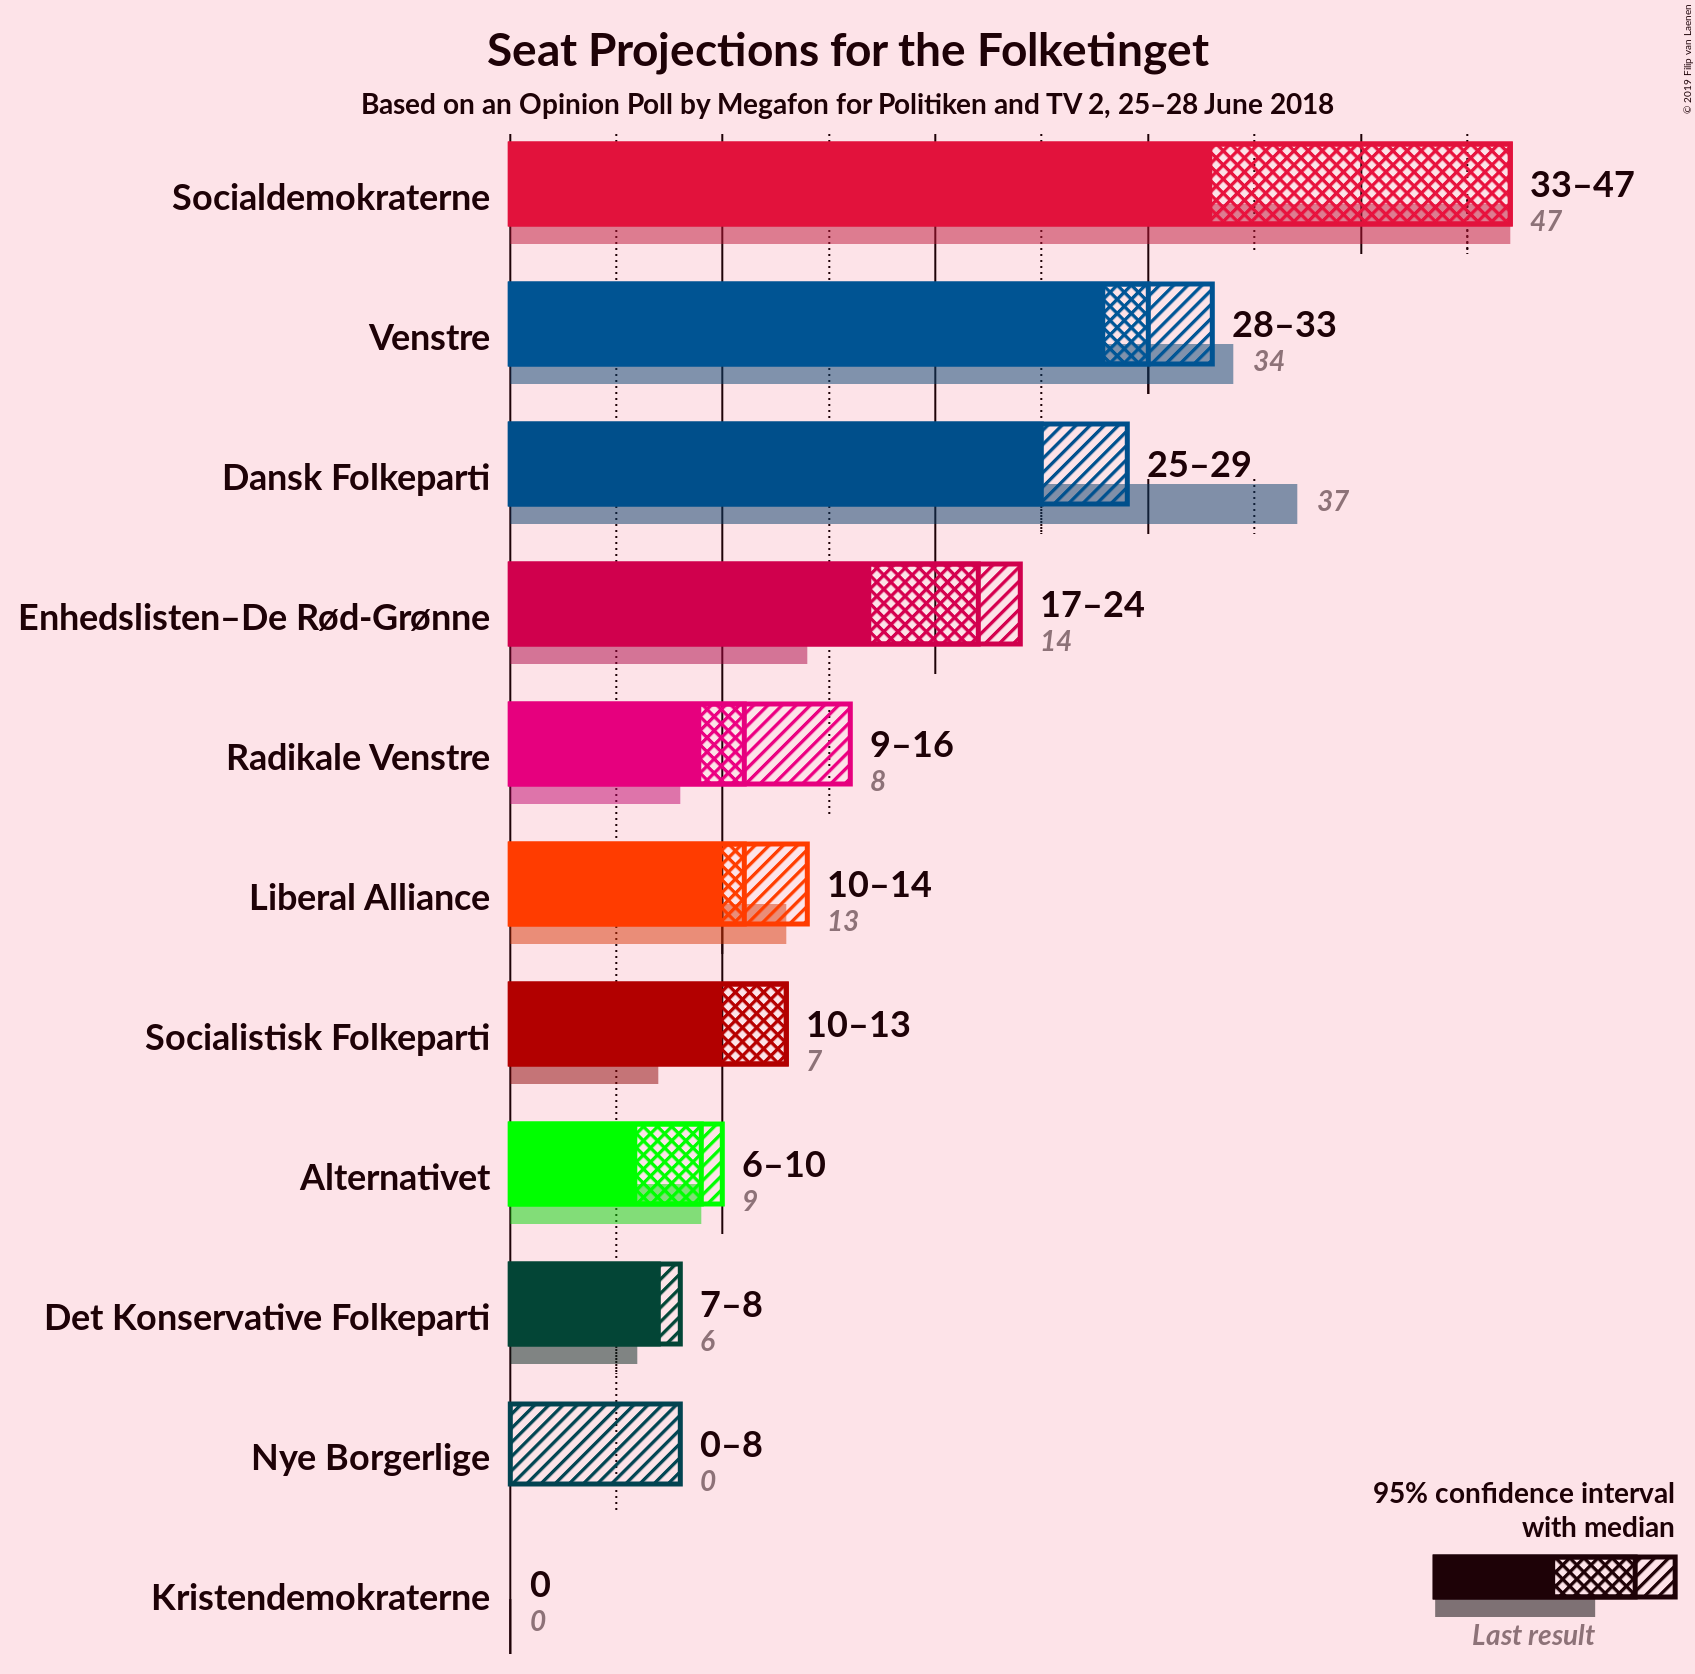 Seat Projections for the Folketinget
Based on an Opinion Poll by Megafon for Politiken and TV 2, 25–28 June 2018
© 2019 Filip van Laenen
Socialdemokraterne
33–47
47
Venstre
28–33
34
Dansk Folkeparti
25–29
37
Enhedslisten–De Rød-Grønne
17–24
14
Radikale Venstre
9–16
8
Liberal Alliance
10–14
13
Socialistisk Folkeparti
10–13
7
Alternativet
6–10
9
Det Konservative Folkeparti
7–8
6
Nye Borgerlige
0–8
0
Kristendemokraterne
0
0
95% confidence interval
with median
Last result